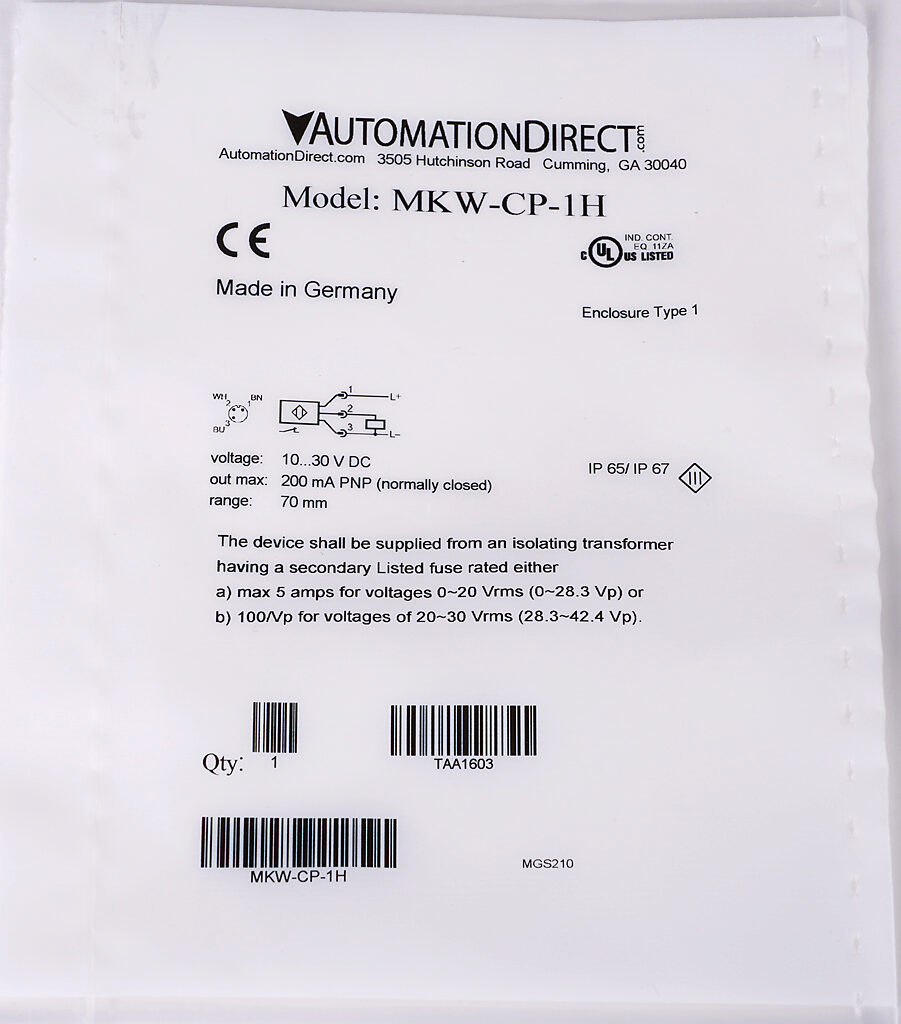 AUTOMATIONDIRECT.com
AutomationDirect.com 3505 Hutchinson Road Cumming, GA 30040
Model: MKW-CP-1H
CE
C UL US LISTED
IND. CONT.
EQ. 11ZA
Made in Germany
Enclosure Type 1
WH 2 1 BN
BU 3
1 L+
2
3 L–
voltage: 10...30 V DC
out max: 200 mA PNP (normally closed)
range: 70 mm
IP 65/ IP 67 III
The device shall be supplied from an isolating transformer
having a secondary Listed fuse rated either
a) max 5 amps for voltages 0~20 Vrms (0~28.3 Vp) or
b) 100/Vp for voltages of 20~30 Vrms (28.3~42.4 Vp).
Qty: 1
TAA1603
MKW-CP-1H
MGS210